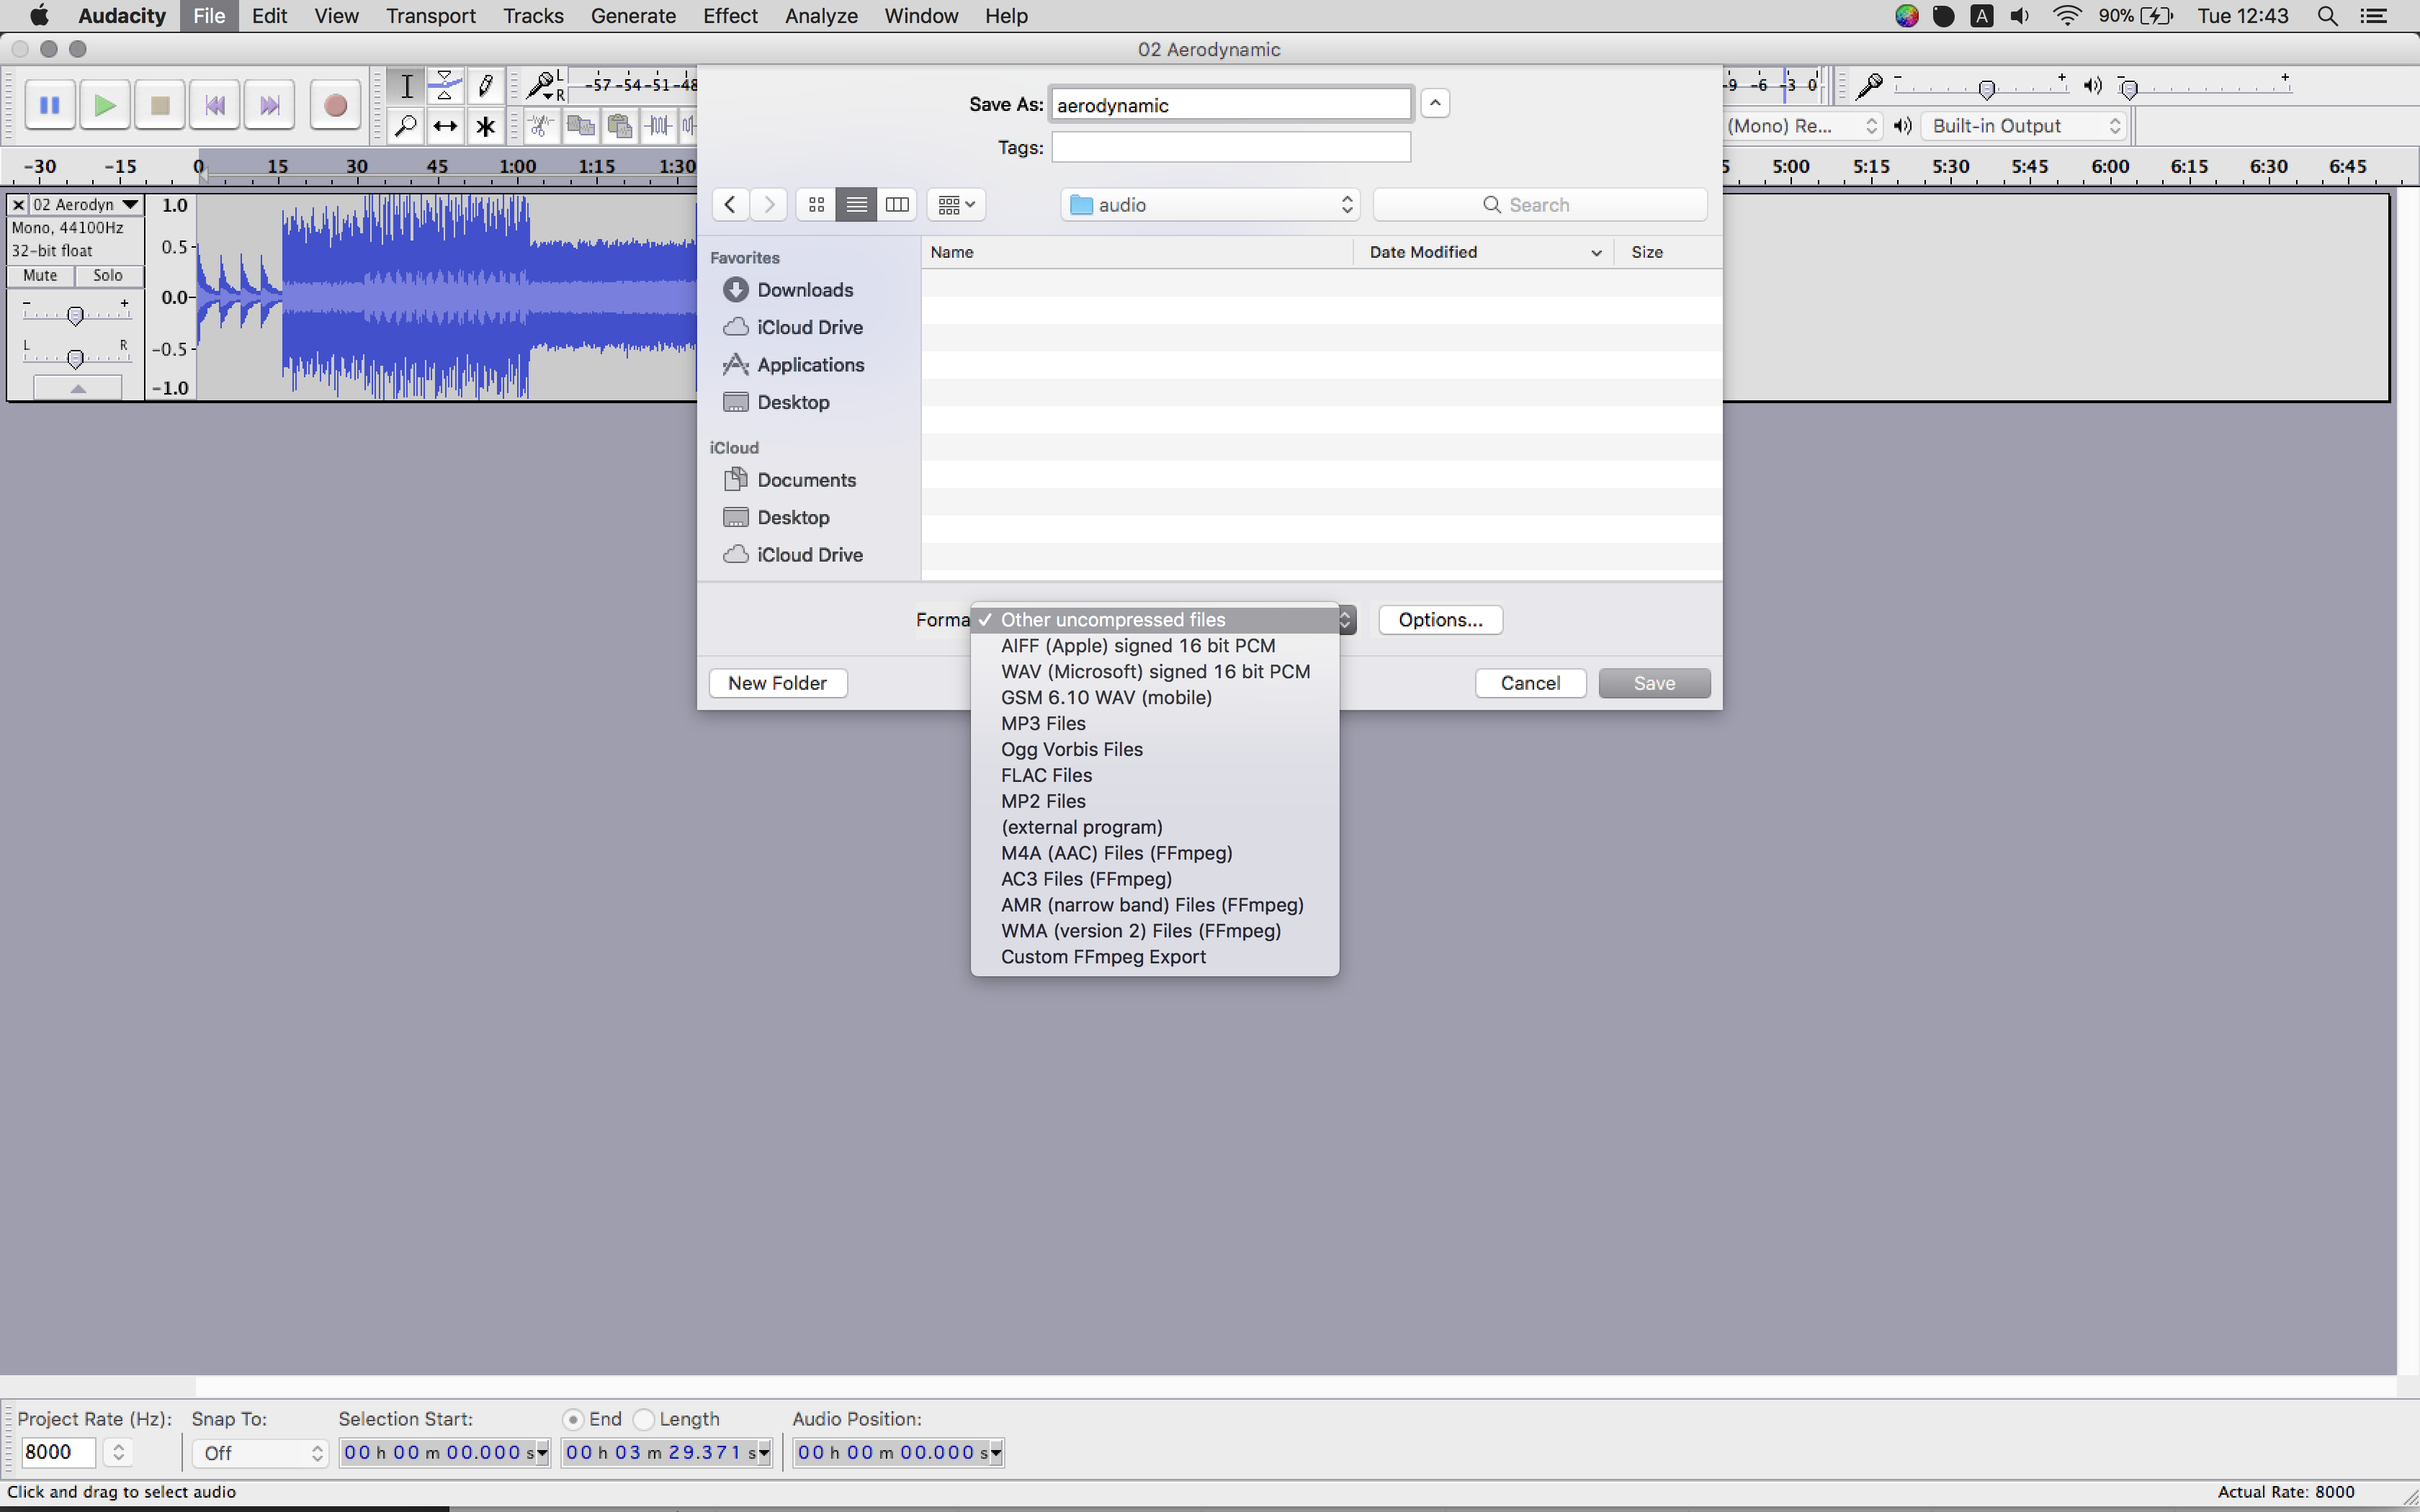 Audacity File Edit View Transport Tracks Generate Effect Analyze Window Help A 90% Tue 12:43
02 Aerodynamic
L R -57 -54 -51 -48 -9 -6 -3 0
(Mono) Re... Built-in Output
-30 -15 0 15 30 45 1:00 1:15 1:30 5:00 5:15 5:30 5:45 6:00 6:15 6:30 6:45
02 Aerodyn
Mono, 44100Hz
32-bit float
Mute Solo
- +
L R
1.0
0.5
0.0
-0.5
-1.0
Save As: aerodynamic
Tags:
audio Search
Favorites
Downloads
iCloud Drive
Applications
Desktop
iCloud
Documents
Desktop
iCloud Drive
Name Date Modified Size
Forma Other uncompressed files Options...
AIFF (Apple) signed 16 bit PCM
WAV (Microsoft) signed 16 bit PCM
GSM 6.10 WAV (mobile)
MP3 Files
Ogg Vorbis Files
FLAC Files
MP2 Files
(external program)
M4A (AAC) Files (FFmpeg)
AC3 Files (FFmpeg)
AMR (narrow band) Files (FFmpeg)
WMA (version 2) Files (FFmpeg)
Custom FFmpeg Export
New Folder Cancel Save
Project Rate (Hz): Snap To: Selection Start: End Length Audio Position:
8000 Off 00 h 00 m 00.000 s 00 h 03 m 29.371 s 00 h 00 m 00.000 s
Click and drag to select audio Actual Rate: 8000